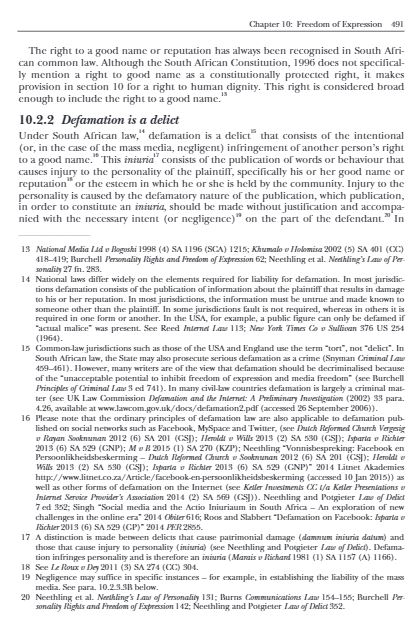 Chapter 10: Freedom of Expression 491
The right to a good name or reputation has always been recognised in South Afri-
can common law. Although the South African Constitution, 1996 does not specifical-
ly mention a right to good name as a constitutionally protected right, it makes
provision in section 10 for a right to human dignity. This right is considered broad
enough to include the right to a good name.13
10.2.2 Defamation is a delict
Under South African law,14 defamation is a delict15 that consists of the intentional
(or, in the case of the mass media, negligent) infringement of another person's right
to a good name.16 This iniuria17 consists of the publication of words or behaviour that
causes injury to the personality of the plaintiff, specifically his or her good name or
reputation18 or the esteem in which he or she is held by the community. Injury to the
personality is caused by the defamatory nature of the publication, which publication,
in order to constitute an iniuria, should be made without justification and accompa-
nied with the necessary intent (or negligence)19 on the part of the defendant.20 In
13 National Media Ltd v Bogoshi 1998 (4) SA 1196 (SCA) 1215; Khumalo v Holomisa 2002 (5) SA 401 (CC)
418–419; Burchell Personality Rights and Freedom of Expression 62; Neethling et al. Neethling's Law of Per-
sonality 27 fn. 283.
14 National laws differ widely on the elements required for liability for defamation. In most jurisdic-
tions defamation consists of the publication of information about the plaintiff that results in damage
to his or her reputation. In most jurisdictions, the information must be untrue and made known to
someone other than the plaintiff. In some jurisdictions fault is not required, whereas in others it is
required in one form or another. In the USA, for example, a public figure can only be defamed if
"actual malice" was present. See Reed Internet Law 113; New York Times Co v Sullivan 376 US 254
(1964).
15 Common-law jurisdictions such as those of the USA and England use the term "tort", not "delict". In
South African law, the State may also prosecute serious defamation as a crime (Snyman Criminal Law
459–461). However, many writers are of the view that defamation should be decriminalised because
of the "unacceptable potential to inhibit freedom of expression and media freedom" (see Burchell
Principles of Criminal Law 3 ed 741). In many civil-law countries defamation is largely a criminal mat-
ter (see UK Law Commission Defamation and the Internet: A Preliminary Investigation (2002) 33 para.
4.26, available at www.lawcom.gov.uk/docs/defamation2.pdf (accessed 26 September 2006)).
16 Please note that the ordinary principles of defamation law are also applicable to defamation pub-
lished on social networks such as Facebook, MySpace and Twitter, (see Dutch Reformed Church Vergesig
v Rayan Sooknunan 2012 (6) SA 201 (GSJ); Heroldt v Wills 2013 (2) SA 530 (GSJ); Isparta v Richter
2013 (6) SA 529 (GNP); M v B 2015 (1) SA 270 (KZP); Neethling "Vonnisbespreking: Facebook en
Persoonlikheidsbeskerming – Dutch Reformed Church v Sooknunan 2012 (6) SA 201 (GSJ); Heroldt v
Wills 2013 (2) SA 530 (GSJ); Isparta v Richter 2013 (6) SA 529 (GNP)" 2014 Litnet Akademies
http://www.litnet.co.za/Article/facebook-en-persoonlikheidsbeskerming (accessed 10 Jan 2015)) as
well as other forms of defamation on the Internet (see Keller Investments CC t/a Keller Presentations v
Internet Service Provider's Association 2014 (2) SA 569 (GSJ)). Neethling and Potgieter Law of Delict
7 ed 352; Singh "Social media and the Actio Iniuriaum in South Africa – An exploration of new
challenges in the online era" 2014 Obiter 616; Roos and Slabbert "Defamation on Facebook: Isparta v
Richter 2013 (6) SA 529 (GP)" 2014 PER 2855.
17 A distinction is made between delicts that cause patrimonial damage (damnum iniuria datum) and
those that cause injury to personality (iniuria) (see Neethling and Potgieter Law of Delict). Defama-
tion infringes personality and is therefore an iniuria (Marais v Richard 1981 (1) SA 1157 (A) 1166).
18 See Le Roux v Dey 2011 (3) SA 274 (CC) 304.
19 Negligence may suffice in specific instances – for example, in establishing the liability of the mass
media. See para. 10.2.3.3B below.
20 Neethling et al. Neethling's Law of Personality 131; Burns Communications Law 154–155; Burchell Per-
sonality Rights and Freedom of Expression 142; Neethling and Potgieter Law of Delict 352.